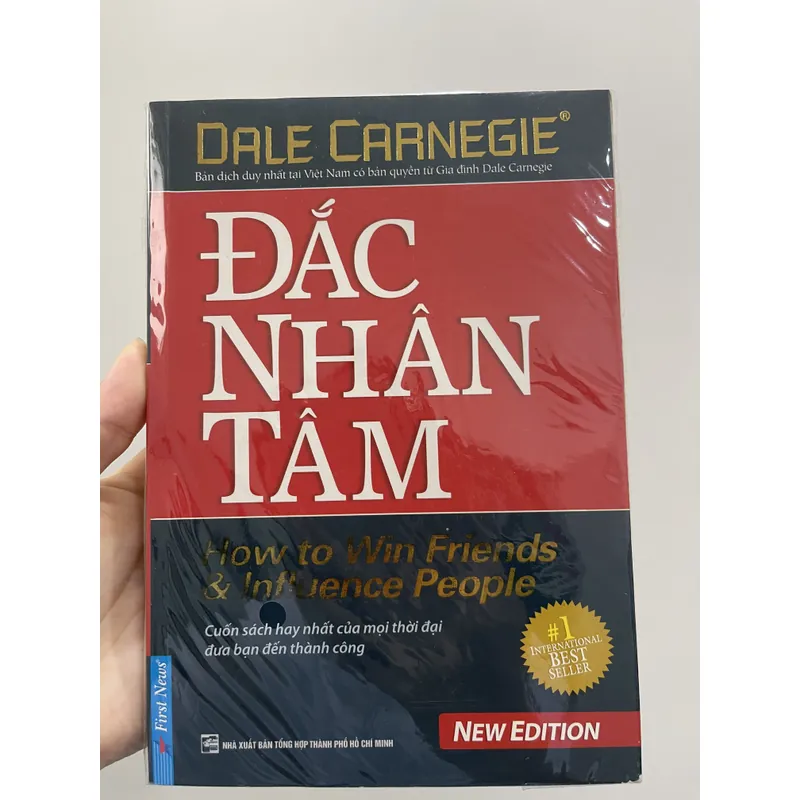 DALE CARNEGIE®
Bản dịch duy nhất tại Việt Nam có bản quyền từ Gia đình Dale Carnegie
ĐẮC
NHÂN
TÂM
How to Win Friends
& Influence People
Cuốn sách hay nhất của mọi thời đại
đưa bạn đến thành công
#1
INTERNATIONAL
BEST
SELLER
First News
NHÀ XUẤT BẢN TỔNG HỢP THÀNH PHỐ HỒ CHÍ MINH
NEW EDITION